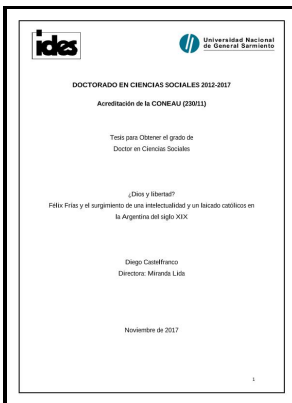 ides
Universidad Nacional
de General Sarmiento
DOCTORADO EN CIENCIAS SOCIALES 2012-2017
Acreditación de la CONEAU (230/11)
Tesis para Obtener el grado de
Doctor en Ciencias Sociales
¿Dios y libertad?
Félix Frías y el surgimiento de una intelectualidad y un laicado católicos en
la Argentina del siglo XIX
Diego Castelfranco
Directora: Miranda Lida
Noviembre de 2017
1